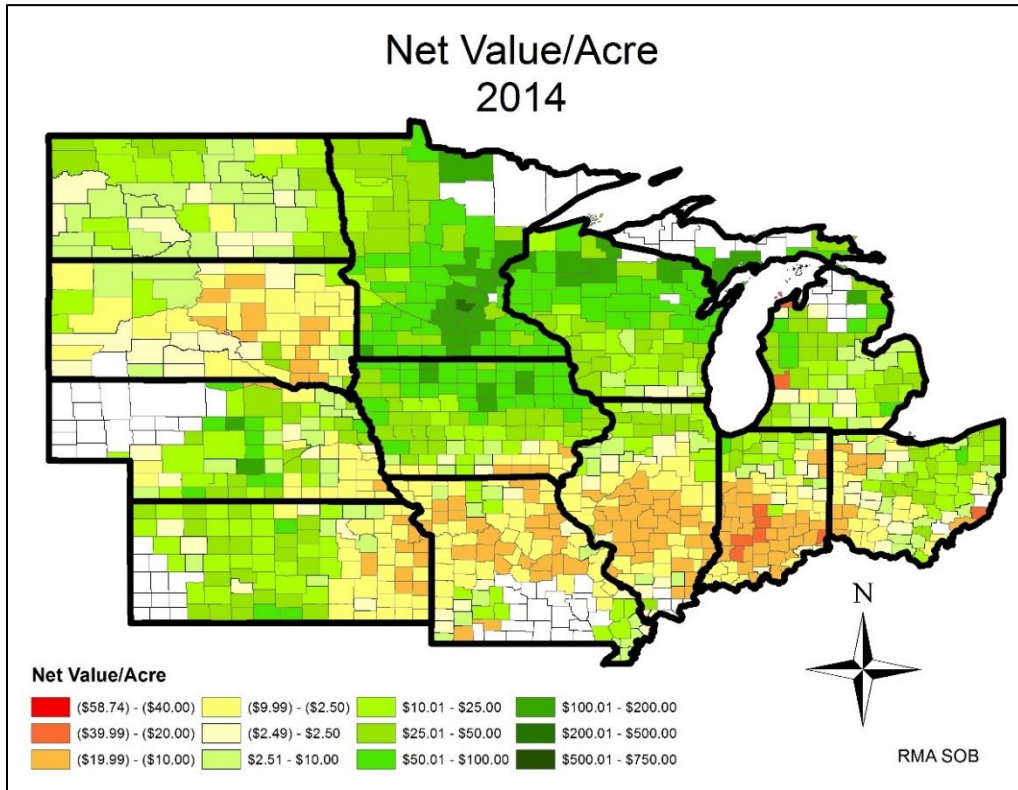 Net Value/Acre
2014
N
Net Value/Acre
($58.74) - ($40.00) ($9.99) - ($2.50) $10.01 - $25.00 $100.01 - $200.00
($39.99) - ($20.00) ($2.49) - $2.50 $25.01 - $50.00 $200.01 - $500.00
($19.99) - ($10.00) $2.51 - $10.00 $50.01 - $100.00 $500.01 - $750.00
RMA SOB